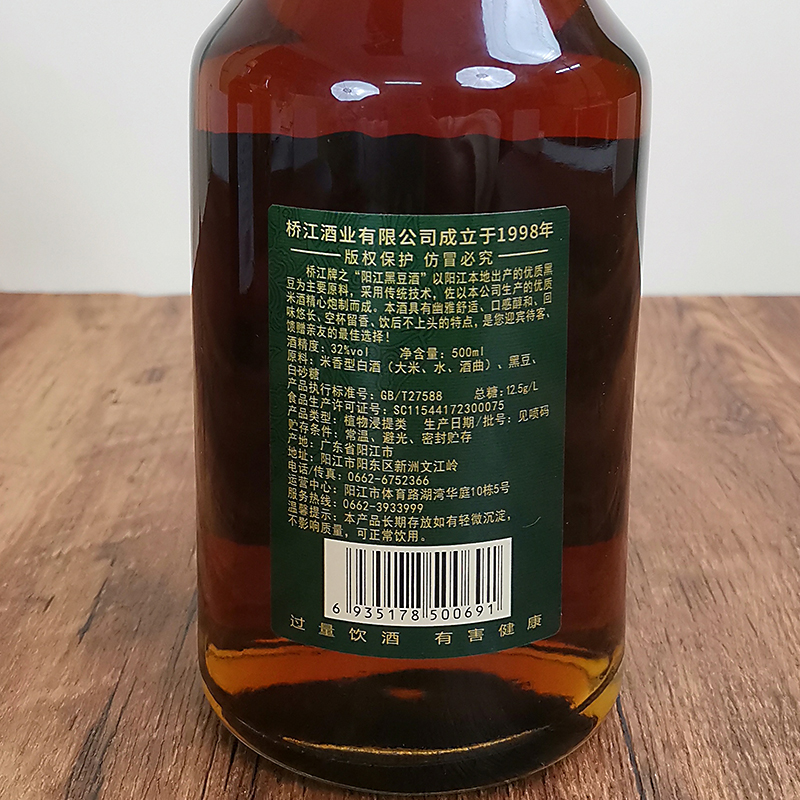 桥江酒业有限公司成立于1998年
版权保护 仿冒必究
桥江牌之“阳江黑豆酒”以阳江本地出产的优质黑
豆为主要原料，采用传统技术，佐以本公司生产的优质
米酒精心炮制而成。本酒具有幽雅舒适、口感醇和、回
味悠长、空杯留香、饮后不上头的特点，是您迎宾待客、
馈赠亲友的最佳选择！
酒精度：32%vol 净含量：500ml
原料：米香型白酒（大米、水、酒曲）、黑豆、
白砂糖
产品执行标准号：GB/T27588 总糖：12.5g/L
食品生产许可证号：SC11544172300075
产品类型：植物浸提类 生产日期/批号：见喷码
贮存条件：常温、避光、密封贮存
产地：广东省阳江市
地址：阳江市阳东区新洲文江岭
电话/传真：0662-6752366
运营中心：阳江市体育路湖湾华庭10栋5号
服务热线：0662-3933999
温馨提示：本产品长期存放如有轻微沉淀，
不影响质量，可正常饮用。
6 935178 500691
过量饮酒 有害健康